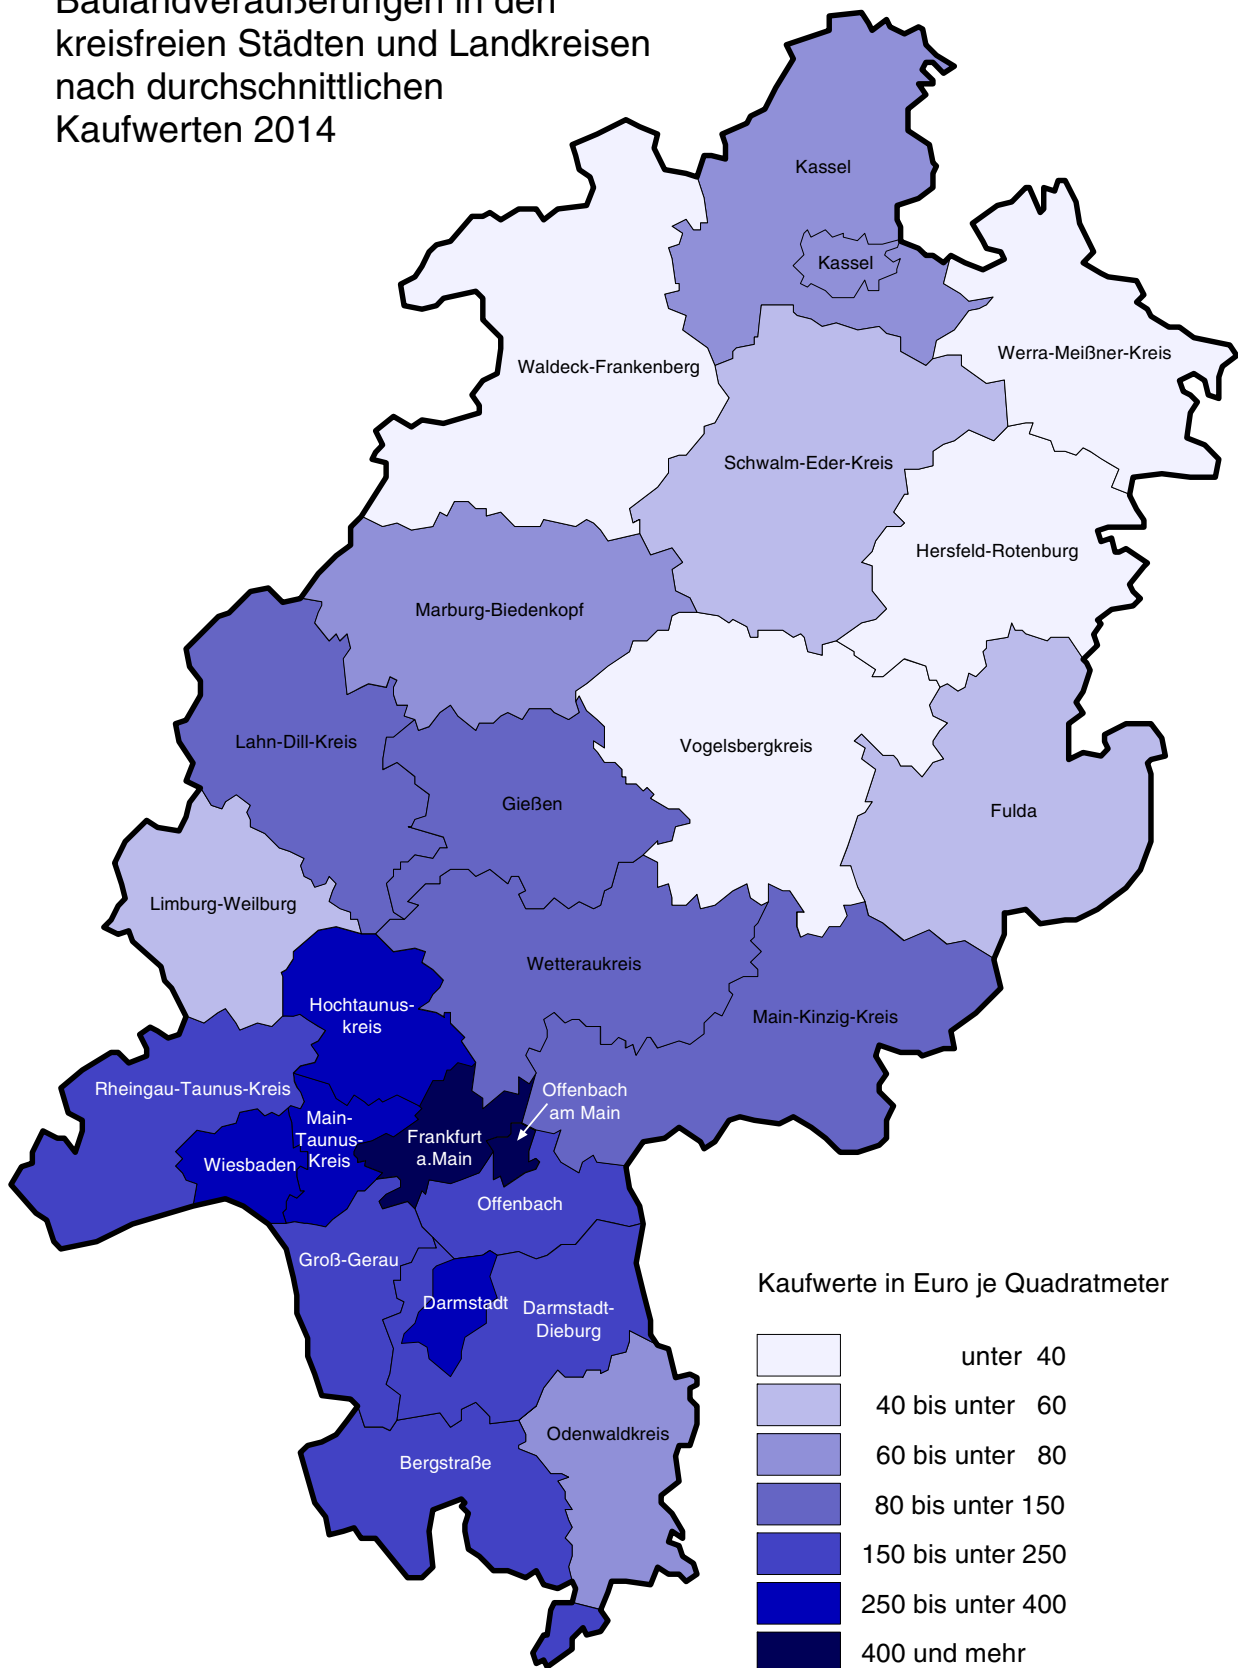 Baulandveräußerungen in den
kreisfreien Städten und Landkreisen
nach durchschnittlichen
Kaufwerten 2014
Kassel
Kassel
Werra-Meißner-Kreis
Waldeck-Frankenberg
Schwalm-Eder-Kreis
Hersfeld-Rotenburg
Marburg-Biedenkopf
Lahn-Dill-Kreis
Vogelsbergkreis
Gießen
Fulda
Limburg-Weilburg
Wetteraukreis
Hochtaunus-
kreis
Main-Kinzig-Kreis
Rheingau-Taunus-Kreis
Offenbach
am Main
Main-
Taunus-
Kreis
Frankfurt
a.Main
Wiesbaden
Offenbach
Groß-Gerau
Darmstadt
Darmstadt-
Dieburg
Odenwaldkreis
Bergstraße
Kaufwerte in Euro je Quadratmeter
unter 40
40 bis unter 60
60 bis unter 80
80 bis unter 150
150 bis unter 250
250 bis unter 400
400 und mehr